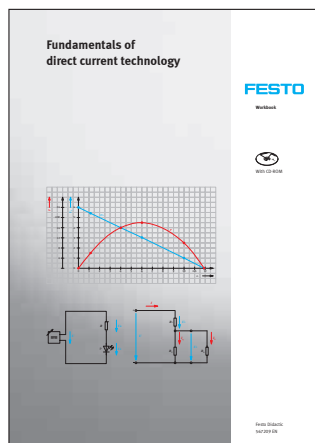 Fundamentals of
direct current technology
FESTO
Workbook
With CD-ROM
Festo Didactic
567209 EN